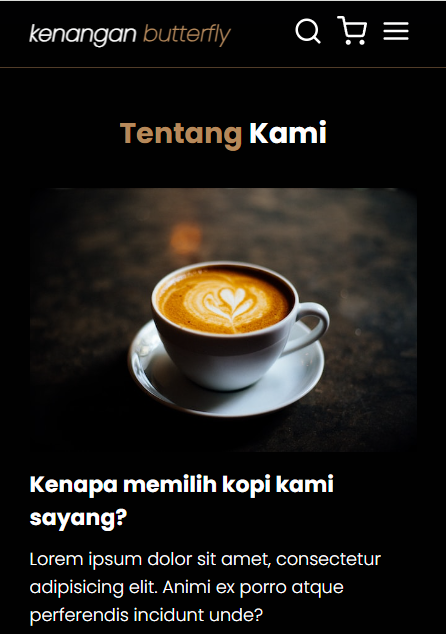 kenangan butterfly
Tentang Kami
Kenapa memilih kopi kami
sayang?
Lorem ipsum dolor sit amet, consectetur
adipisicing elit. Animi ex porro atque
perferendis incidunt unde?